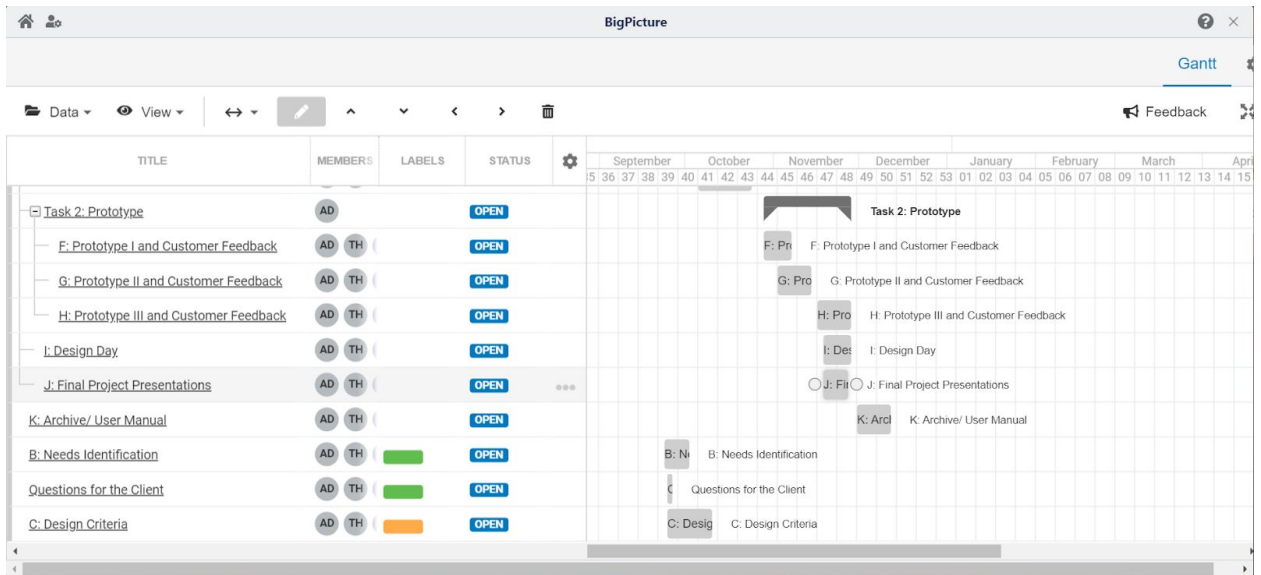 BigPicture
Gantt
Data View Feedback
TITLE MEMBERS LABELS STATUS
September October November December January February March Apri
5 36 37 38 39 40 41 42 43 44 45 46 47 48 49 50 51 52 53 01 02 03 04 05 06 07 08 09 10 11 12 13 14 15
Task 2: Prototype AD OPEN Task 2: Prototype
F: Prototype I and Customer Feedback AD TH OPEN F: Pr F: Prototype I and Customer Feedback
G: Prototype II and Customer Feedback AD TH OPEN G: Pro G: Prototype II and Customer Feedback
H: Prototype III and Customer Feedback AD TH OPEN H: Pro H: Prototype III and Customer Feedback
I: Design Day AD TH OPEN I: Des I: Design Day
J: Final Project Presentations AD TH OPEN J: Fi J: Final Project Presentations
K: Archive/ User Manual AD TH OPEN K: Arcl K: Archive/ User Manual
B: Needs Identification AD TH OPEN B: N B: Needs Identification
Questions for the Client AD TH OPEN Questions for the Client
C: Design Criteria AD TH OPEN C: Desig C: Design Criteria